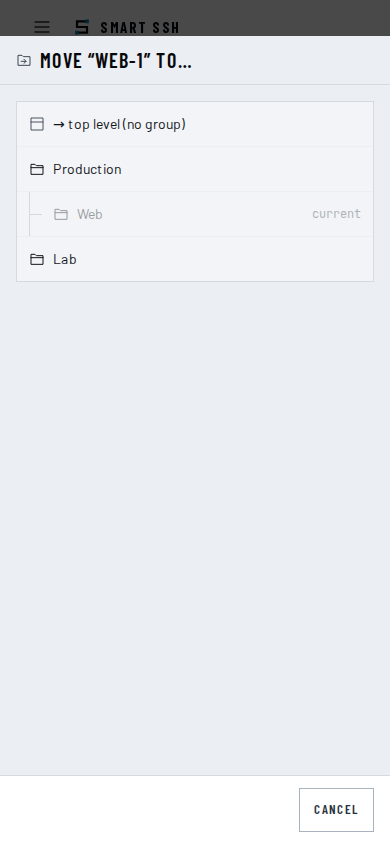 SMART SSH
MOVE “WEB-1” TO...
→ top level (no group)
Production
Web current
Lab
CANCEL